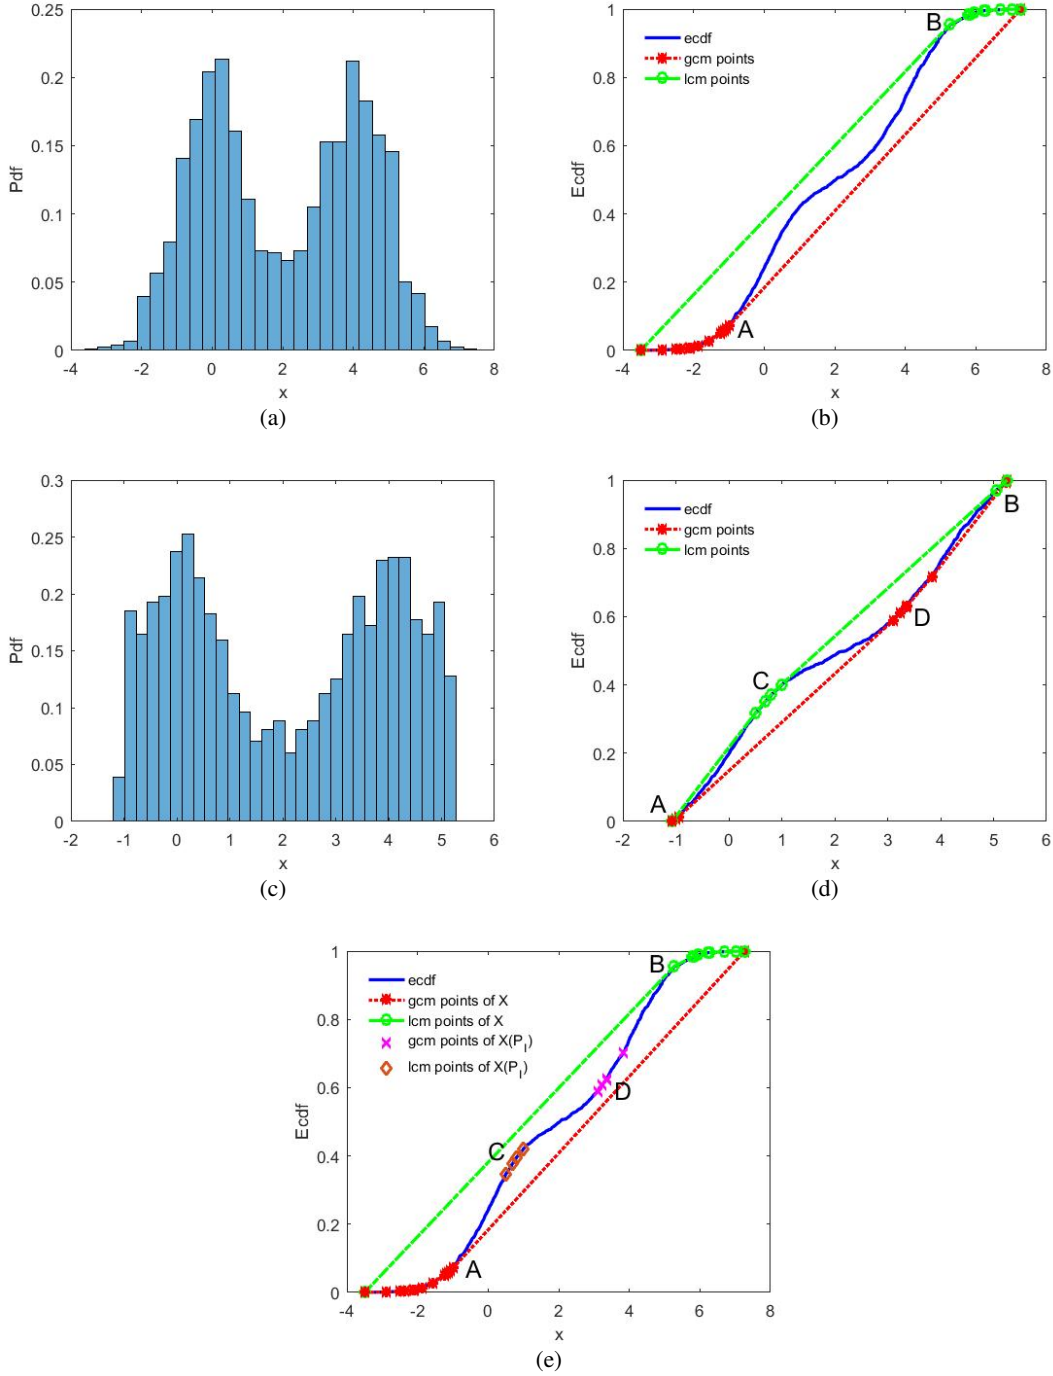 0.25
0.2
0.15
0.1
0.05
0
-4
-2
0
2
4
6
8
Pdf
x
(a)
1
0.8
0.6
0.4
0.2
0
-4
-2
0
2
4
6
8
Ecdf
x
ecdf
gcm points
lcm points
A
B
(b)
0.3
0.25
0.2
0.15
0.1
0.05
0
-2
-1
0
1
2
3
4
5
6
Pdf
x
(c)
1
0.8
0.6
0.4
0.2
0
-2
-1
0
1
2
3
4
5
6
Ecdf
x
ecdf
gcm points
lcm points
A
B
C
D
(d)
1
0.8
0.6
0.4
0.2
0
-4
-2
0
2
4
6
8
Ecdf
x
ecdf
gcm points of X
lcm points of X
gcm points of X(P_I)
lcm points of X(P_I)
A
B
C
D
(e)